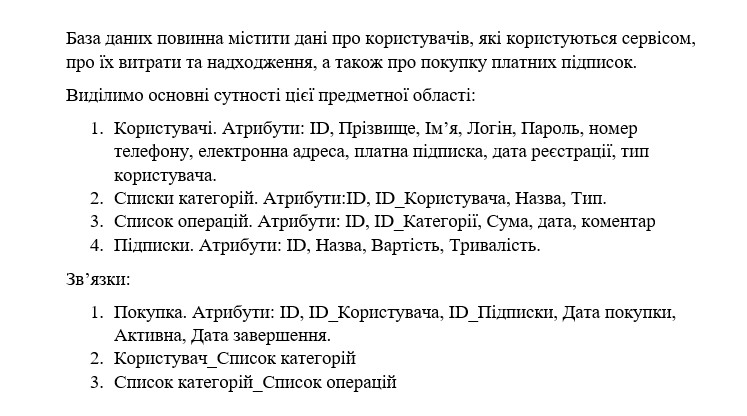 База даних повинна містити дані про користувачів, які користуються сервісом,
про їх витрати та надходження, а також про покупку платних підписок.
Виділимо основні сутності цієї предметної області:
1. Користувачі. Атрибути: ID, Прізвище, Ім’я, Логін, Пароль, номер
телефону, електронна адреса, платна підписка, дата реєстрації, тип
користувача.
2. Списки категорій. Атрибути:ID, ID_Користувача, Назва, Тип.
3. Список операцій. Атрибути: ID, ID_Категорії, Сума, дата, коментар
4. Підписки. Атрибути: ID, Назва, Вартість, Тривалість.
Зв’язки:
1. Покупка. Атрибути: ID, ID_Користувача, ID_Підписки, Дата покупки,
Активна, Дата завершення.
2. Користувач_Список категорій
3. Список категорій_Список операцій